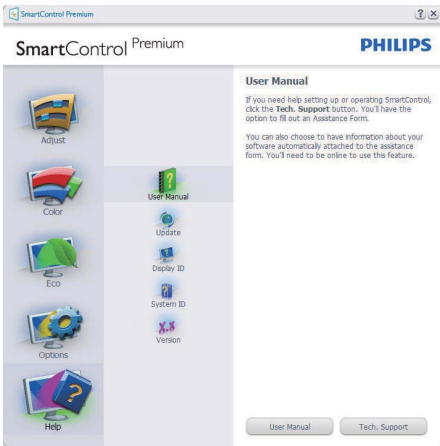 SmartControl Premium
SmartControl Premium
PHILIPS
Adjust
Color
Eco
Options
Help
User Manual
Update
Display ID
System ID
X.X
Version
User Manual
If you need help setting up or operating SmartControl,
click the Tech. Support button. You'll have the
option to fill out an Assistance Form.
You can also choose to have information about your
software automatically attached to the assistance
form. You'll need to be online to use this feature.
User Manual
Tech. Support